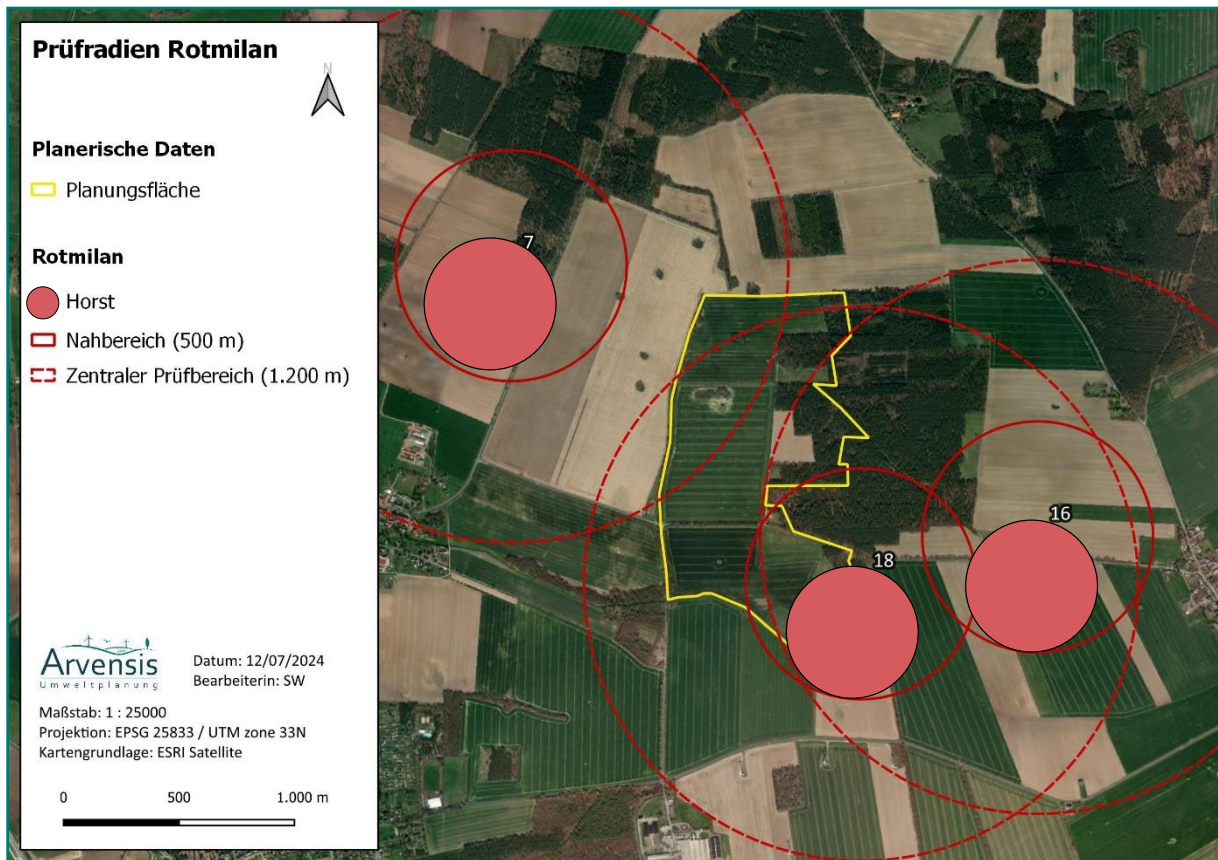 Prüfradien Rotmilan
N
Planerische Daten
Planungsfläche
Rotmilan
Horst
Nahbereich (500 m)
Zentraler Prüfbereich (1.200 m)
Arvensis
Umweltplanung
Datum: 12/07/2024
Bearbeiterin: SW
Maßstab: 1 : 25000
Projektion: EPSG 25833 / UTM zone 33N
Kartengrundlage: ESRI Satellite
0 500 1.000 m
7
16
18